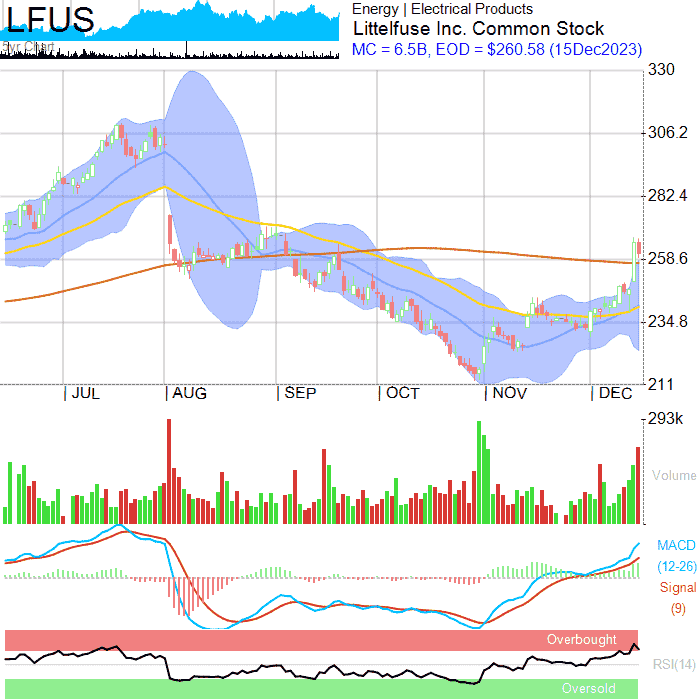 LFUS
5yr Chart
Energy | Electrical Products
Littelfuse Inc. Common Stock
MC = 6.5B, EOD = $260.58 (15Dec2023)
330
306.2
282.4
258.6
234.8
211
| JUL | AUG | SEP | OCT | NOV | DEC
293k
Volume
MACD
(12-26)
Signal
(9)
Overbought
RSI(14)
Oversold